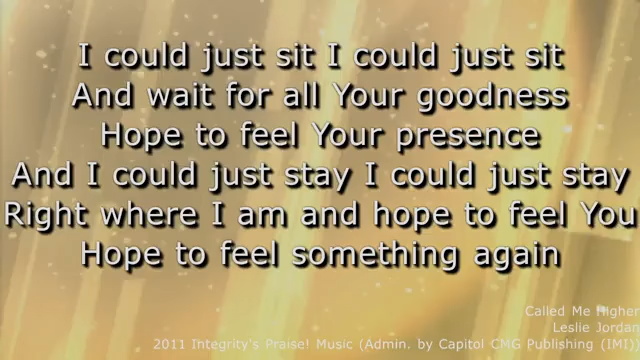 I could just sit I could just sit
And wait for all Your goodness
Hope to feel Your presence
And I could just stay I could just stay
Right where I am and hope to feel You
Hope to feel something again
Called Me Higher
Leslie Jordan
2011 Integrity's Praise! Music (Admin. by Capitol CMG Publishing (IMI))